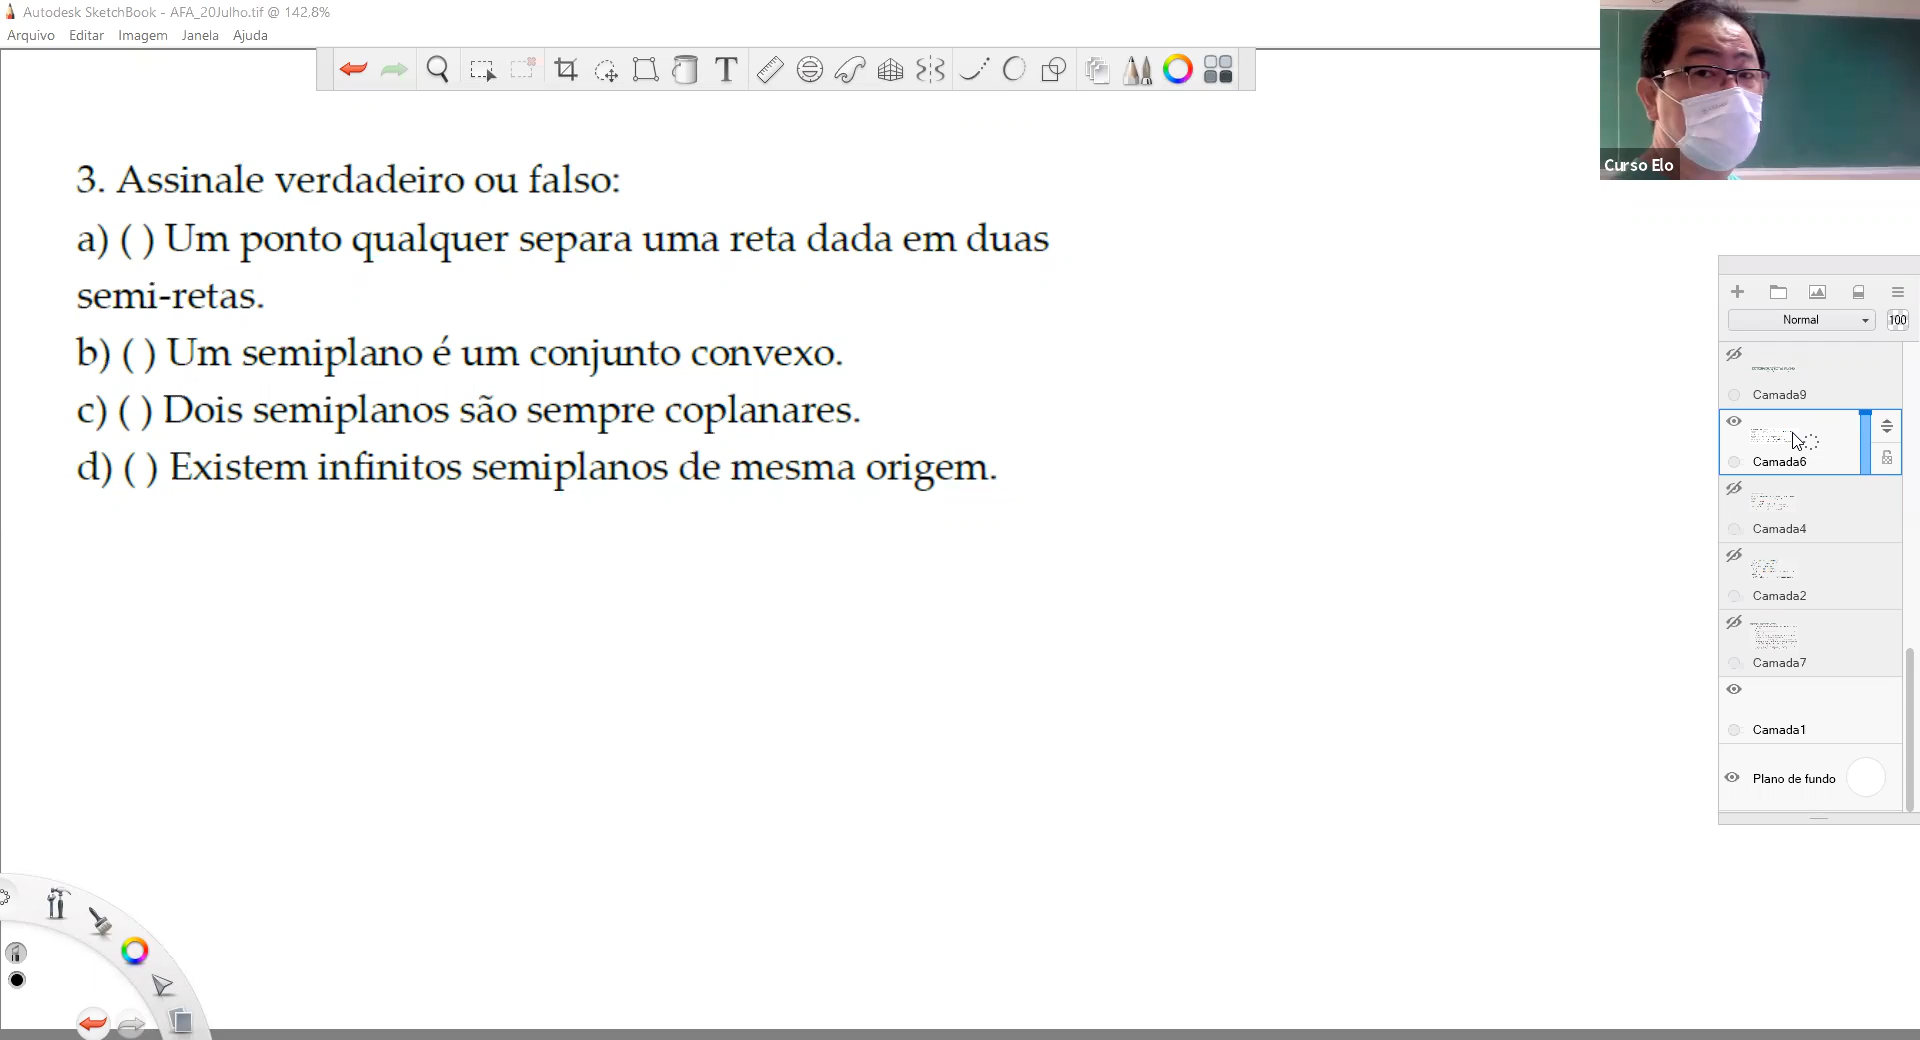 Autodesk SketchBook - AFA_20Julho.tif @ 142,8%
Arquivo Editar Imagem Janela Ajuda
T
Curso Elo
3. Assinale verdadeiro ou falso:
a) ( ) Um ponto qualquer separa uma reta dada em duas
semi-retas.
b) ( ) Um semiplano é um conjunto convexo.
c) ( ) Dois semiplanos são sempre coplanares.
d) ( ) Existem infinitos semiplanos de mesma origem.
Normal 100
Camada9
Camada6
Camada4
Camada2
Camada7
Camada1
Plano de fundo